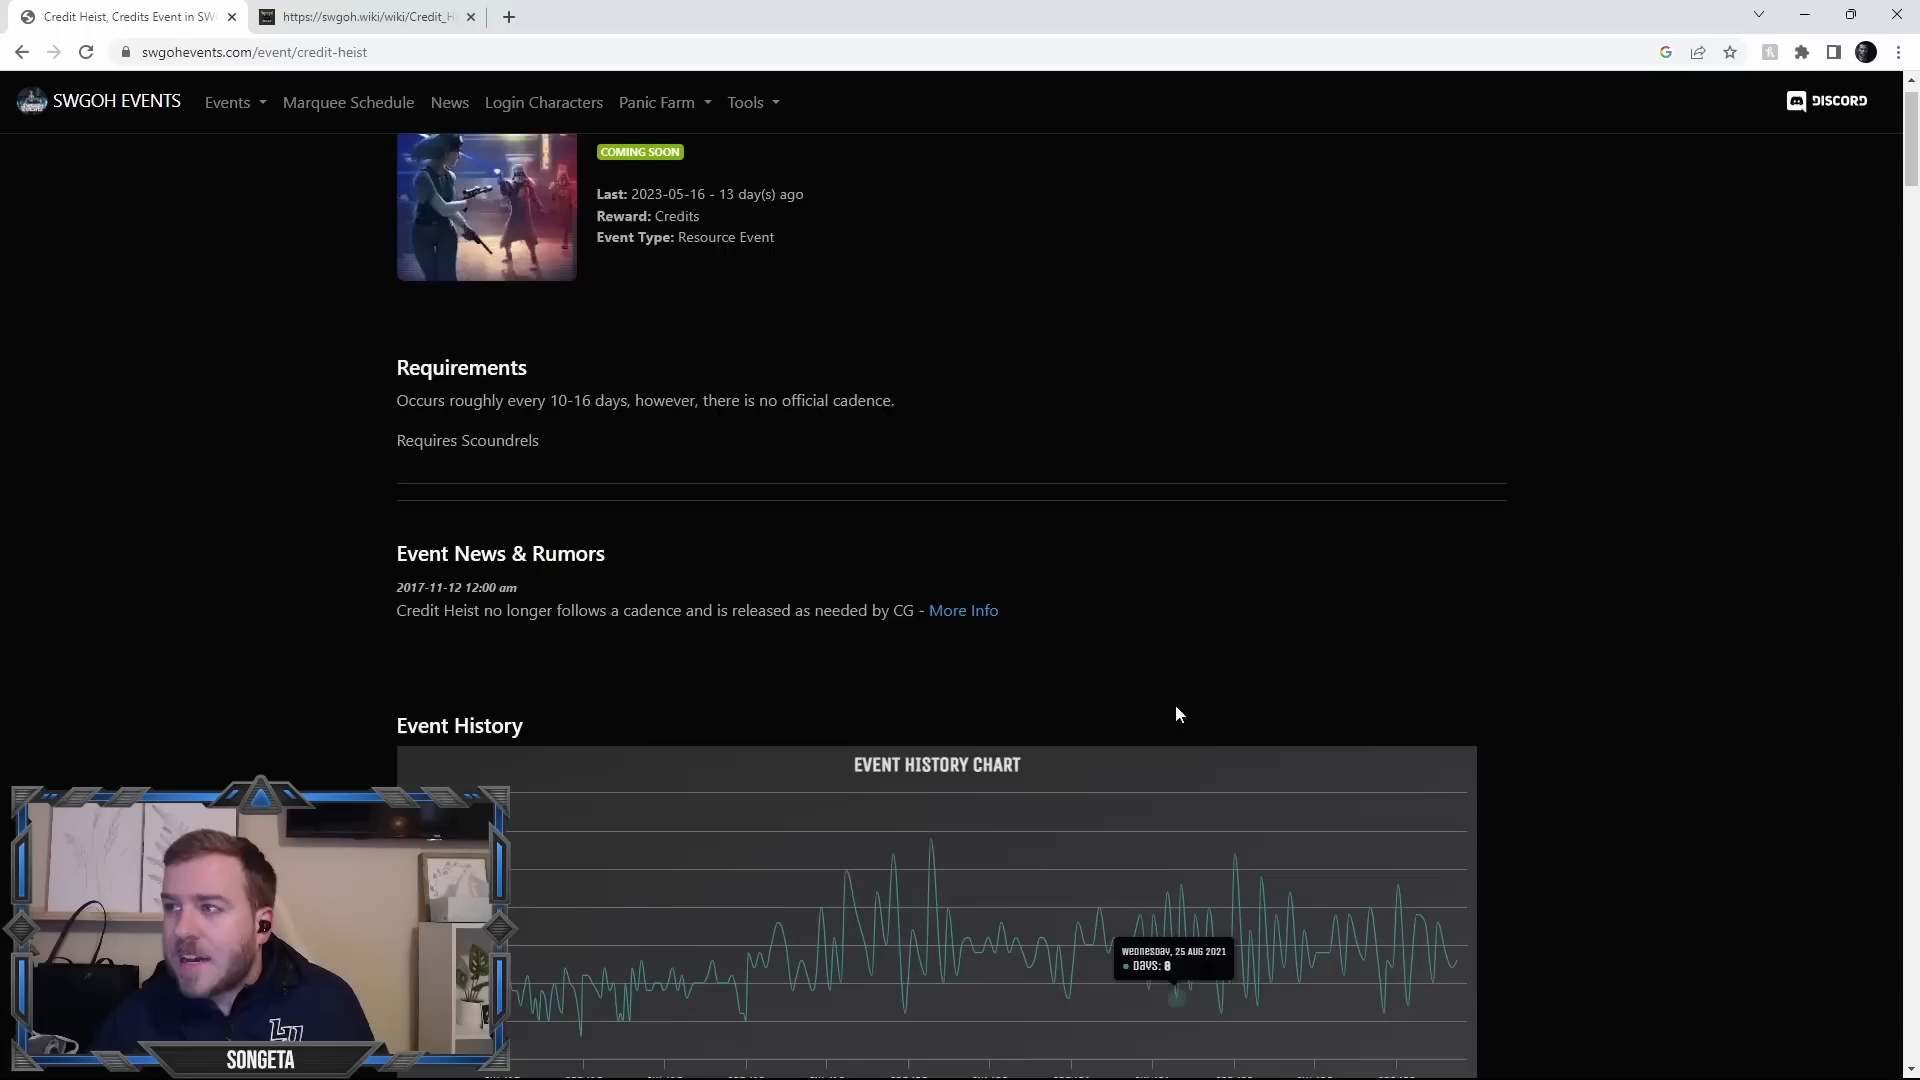 Credit Heist, Credits Event in SW
https://swgoh.wiki/wiki/Credit_H
swgohevents.com/event/credit-heist
SWGOH EVENTS
Events
Marquee Schedule
News
Login Characters
Panic Farm
Tools
DISCORD
COMING SOON
Last: 2023-05-16 - 13 day(s) ago
Reward: Credits
Event Type: Resource Event
Requirements
Occurs roughly every 10-16 days, however, there is no official cadence.
Requires Scoundrels
Event News & Rumors
2017-11-12 12:00 am
Credit Heist no longer follows a cadence and is released as needed by CG - More Info
Event History
EVENT HISTORY CHART
Wednesday, 25 Aug 2021
Days: 8
LU
SONGETA